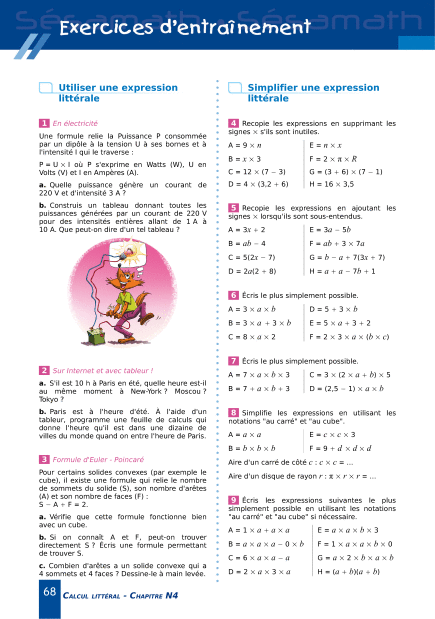 Sésamath Sésamath
Exercices d'entraînement
Utiliser une expression
littérale
1 En électricité
Une formule relie la Puissance P consommée
par un dipôle à la tension U à ses bornes et à
l'intensité I qui le traverse :
P = U × I où P s'exprime en Watts (W), U en
Volts (V) et I en Ampères (A).
a. Quelle puissance génère un courant de
220 V et d'intensité 3 A ?
b. Construis un tableau donnant toutes les
puissances générées par un courant de 220 V
pour des intensités entières allant de 1 A à
10 A. Que peut-on dire d'un tel tableau ?
2 Sur Internet et avec tableur !
a. S'il est 10 h à Paris en été, quelle heure est-il
au même moment à New-York ? Moscou ?
Tokyo ?
b. Paris est à l'heure d'été. À l'aide d'un
tableur, programme une feuille de calculs qui
donne l'heure qu'il est dans une dizaine de
villes du monde quand on entre l'heure de Paris.
3 Formule d'Euler - Poincaré
Pour certains solides convexes (par exemple le
cube), il existe une formule qui relie le nombre
de sommets du solide (S), son nombre d'arêtes
(A) et son nombre de faces (F) :
S − A + F = 2.
a. Vérifie que cette formule fonctionne bien
avec un cube.
b. Si on connaît A et F, peut-on trouver
directement S ? Écris une formule permettant
de trouver S.
c. Combien d'arêtes a un solide convexe qui a
4 sommets et 4 faces ? Dessine-le à main levée.
Simplifier une expression
littérale
4 Recopie les expressions en supprimant les
signes × s'ils sont inutiles.
A = 9 × n
B = x × 3
C = 12 × (7 − 3)
D = 4 × (3,2 + 6)
E = n × x
F = 2 × π × R
G = (3 + 6) × (7 − 1)
H = 16 × 3,5
5 Recopie les expressions en ajoutant les
signes × lorsqu'ils sont sous-entendus.
A = 3x + 2
B = ab − 4
C = 5(2x − 7)
D = 2a(2 + 8)
E = 3a − 5b
F = ab + 3 × 7a
G = b − a + 7(3x + 7)
H = a + a − 7b + 1
6 Écris le plus simplement possible.
A = 3 × a × b
B = 3 × a + 3 × b
C = 8 × a × 2
D = 5 + 3 × b
E = 5 × a + 3 + 2
F = 2 × 3 × a × (b × c)
7 Écris le plus simplement possible.
A = 7 × a × b × 3
B = 7 + a × b + 3
C = 3 × (2 × a + b) × 5
D = (2,5 − 1) × a × b
8 Simplifie les expressions en utilisant les
notations "au carré" et "au cube".
A = a × a
B = b × b × b
E = c × c × 3
F = 9 + d × d × d
Aire d'un carré de côté c : c × c = ...
Aire d'un disque de rayon r : π × r × r = ...
9 Écris les expressions suivantes le plus
simplement possible en utilisant les notations
"au carré" et "au cube" si nécessaire.
A = 1 × a + a × a
B = a × a × a − 0 × b
C = 6 × a × a − a
D = 2 × a × 3 × a
E = a × a × b × 3
F = 1 × a × a × b × 0
G = a × 2 × b × a × b
H = (a + b)(a + b)
68 Calcul littéral - Chapitre N4